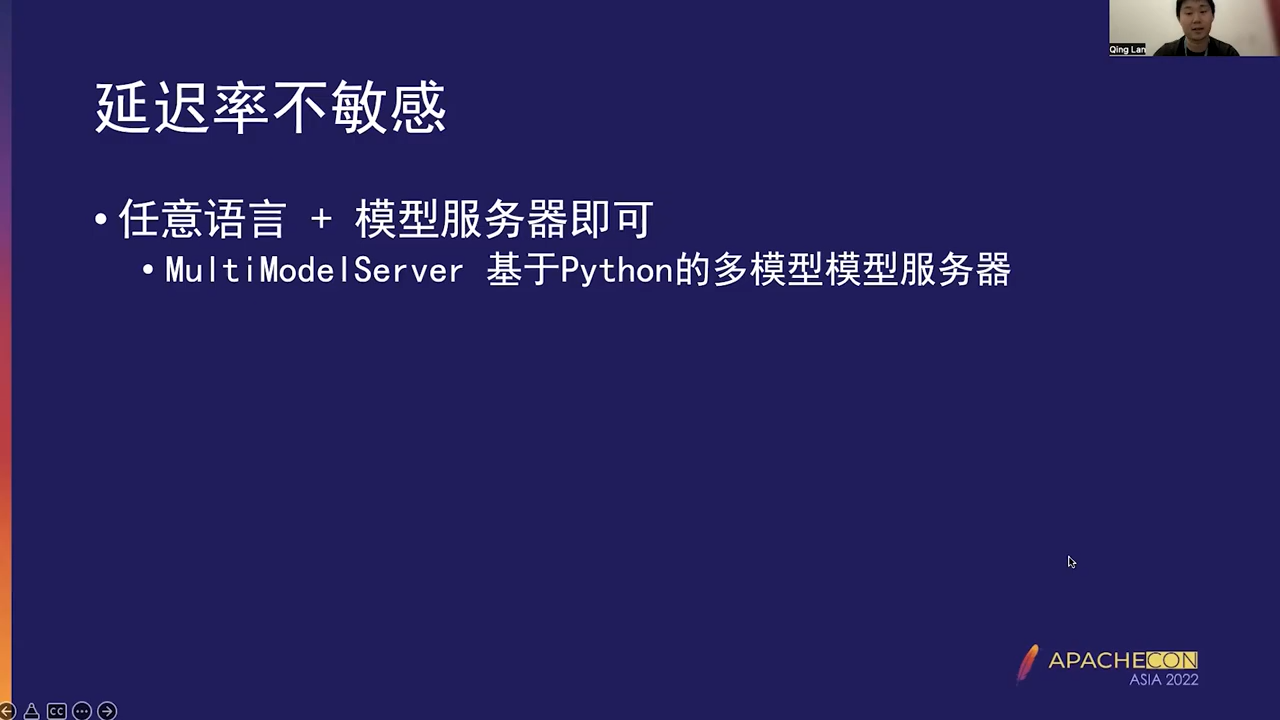 Qing Lan
延迟率不敏感
• 任意语言 + 模型服务器即可
• MultiModelServer 基于Python的多模型模型服务器
APACHECON
ASIA 2022
CC